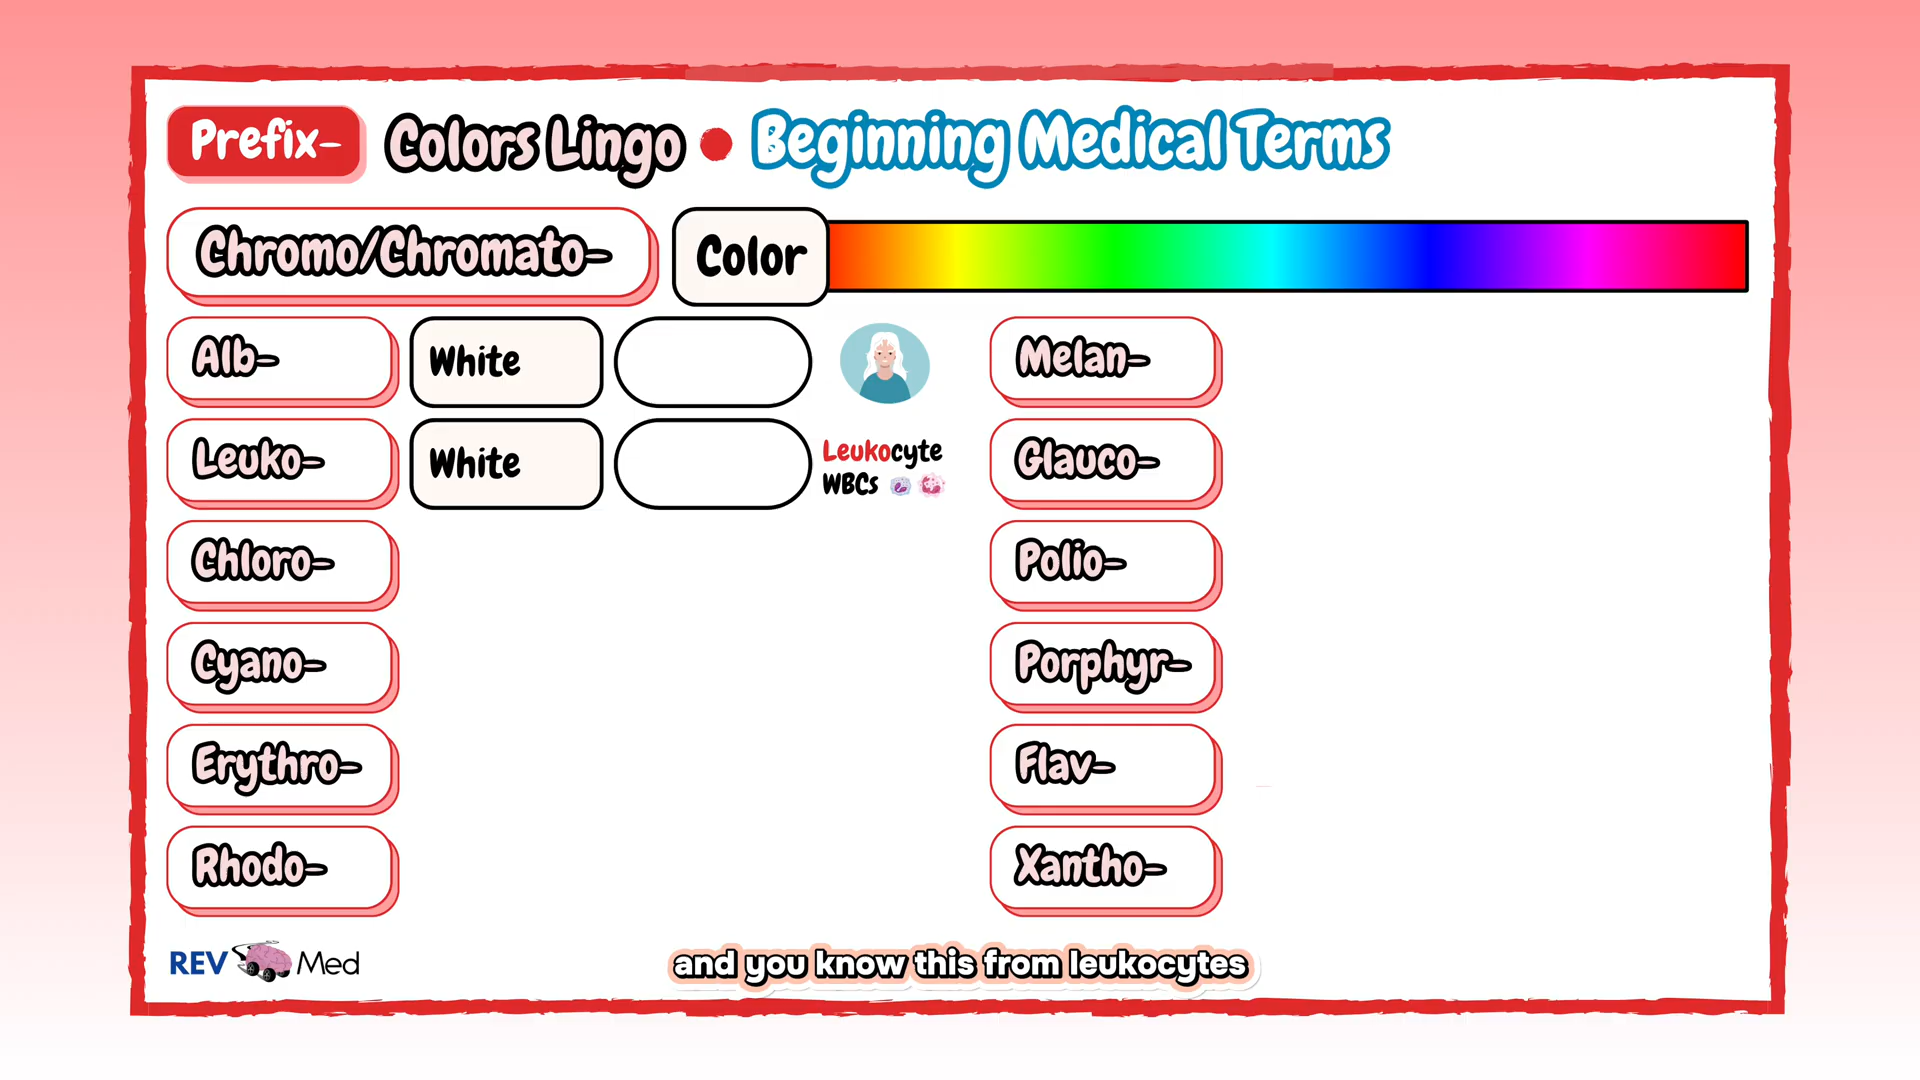 Prefix- Colors Lingo • Beginning Medical Terms
Chromo/Chromato- Color
Alb- White
Leuko- White
Leukocyte
WBCs
Chloro-
Cyano-
Erythro-
Rhodo-
Melan-
Glauco-
Polio-
Porphyr-
Flav-
Xantho-
REV Med
and you know this from leukocytes